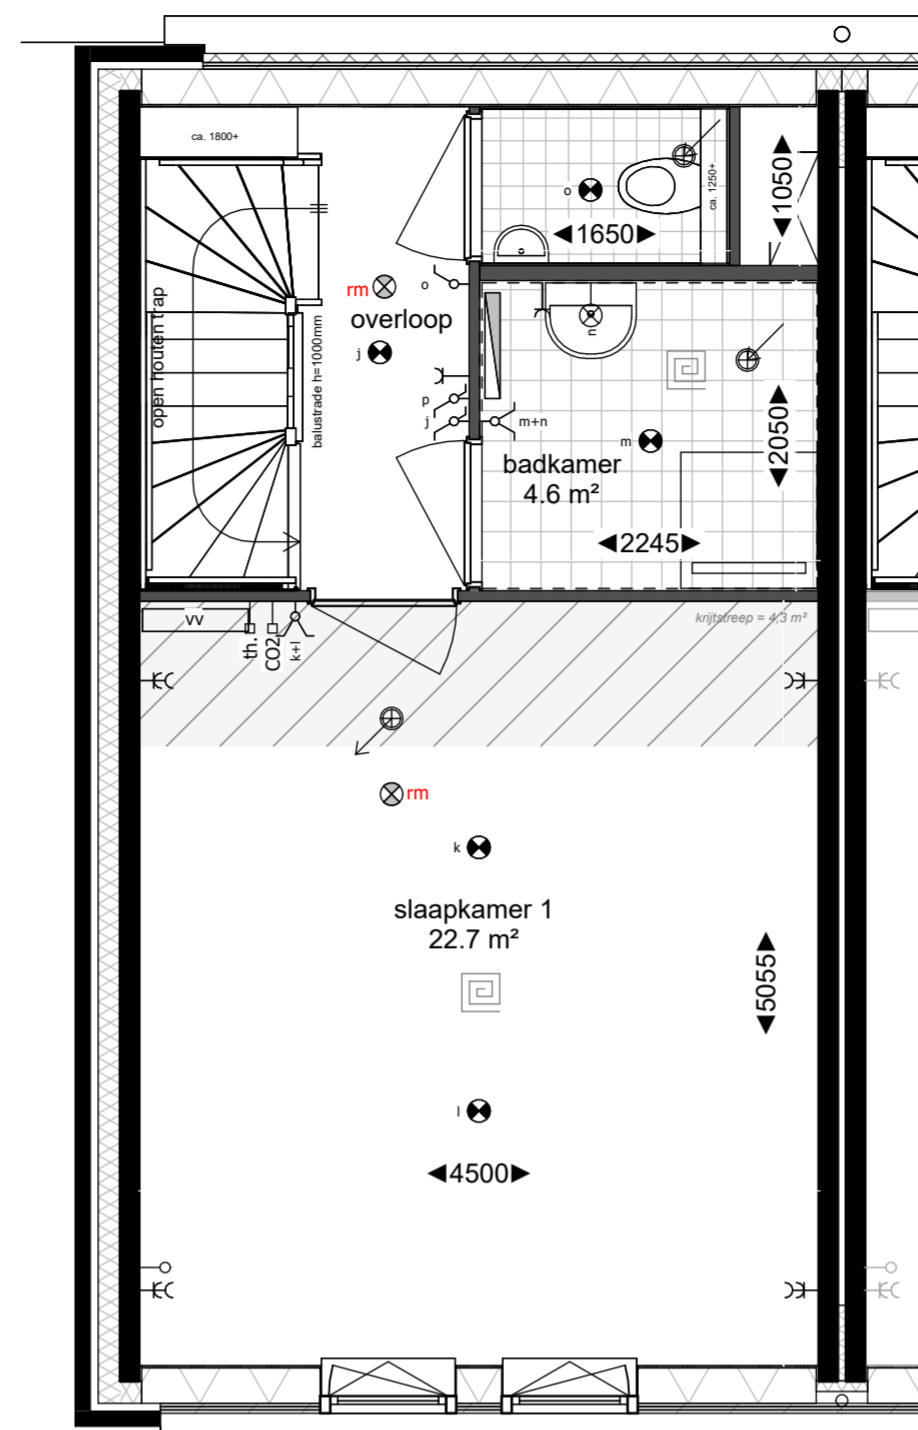 ca. 1800+
ca. 1250+
1050
o
1650
rm
o
overloop
n
j
open houten trap
balustrade h=1000mm
p
j
m+n
m
2050
badkamer
4.6 m²
2245
vv
th.
CO2
k+l
krijtstreep = 4,3 m²
rm
k
slaapkamer 1
22.7 m²
5055
l
4500